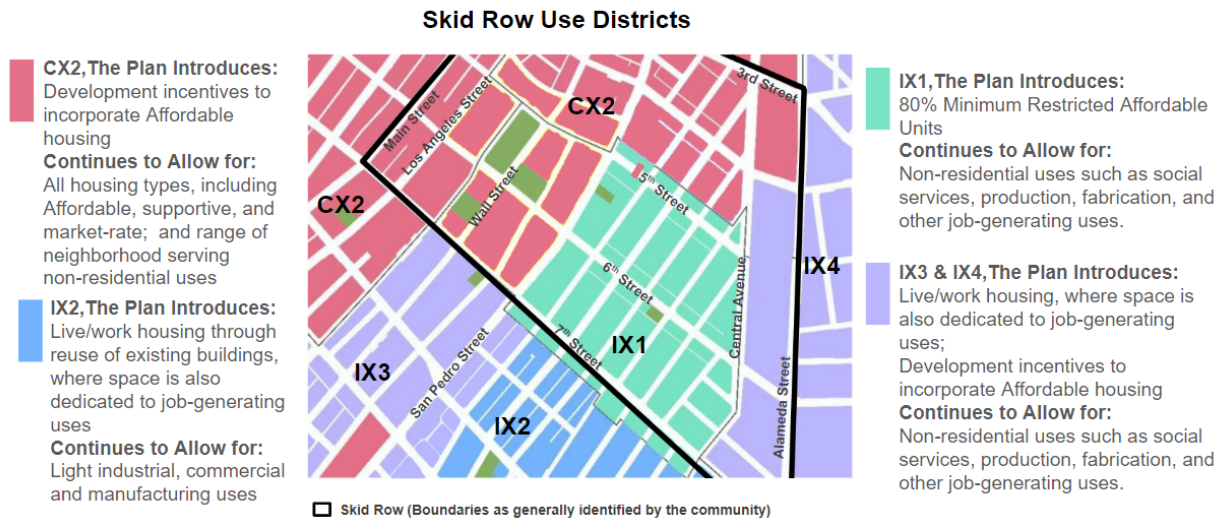 Skid Row Use Districts
CX2,The Plan Introduces:
Development incentives to
incorporate Affordable
housing
Continues to Allow for:
All housing types, including
Affordable, supportive, and
market-rate; and range of
neighborhood serving
non-residential uses
IX2,The Plan Introduces:
Live/work housing through
reuse of existing buildings,
where space is also
dedicated to job-generating
uses
Continues to Allow for:
Light industrial, commercial
and manufacturing uses
3rd Street
CX2
Main Street
Los Angeles Street
Wall Street
5th Street
CX2
6th Street
IX4
Central Avenue
7th Street
IX1
IX3
San Pedro Street
IX2
Alameda Street
Skid Row (Boundaries as generally identified by the community)
IX1,The Plan Introduces:
80% Minimum Restricted Affordable
Units
Continues to Allow for:
Non-residential uses such as social
services, production, fabrication, and
other job-generating uses.
IX3 & IX4,The Plan Introduces:
Live/work housing, where space is
also dedicated to job-generating
uses;
Development incentives to
incorporate Affordable housing
Continues to Allow for:
Non-residential uses such as social
services, production, fabrication, and
other job-generating uses.